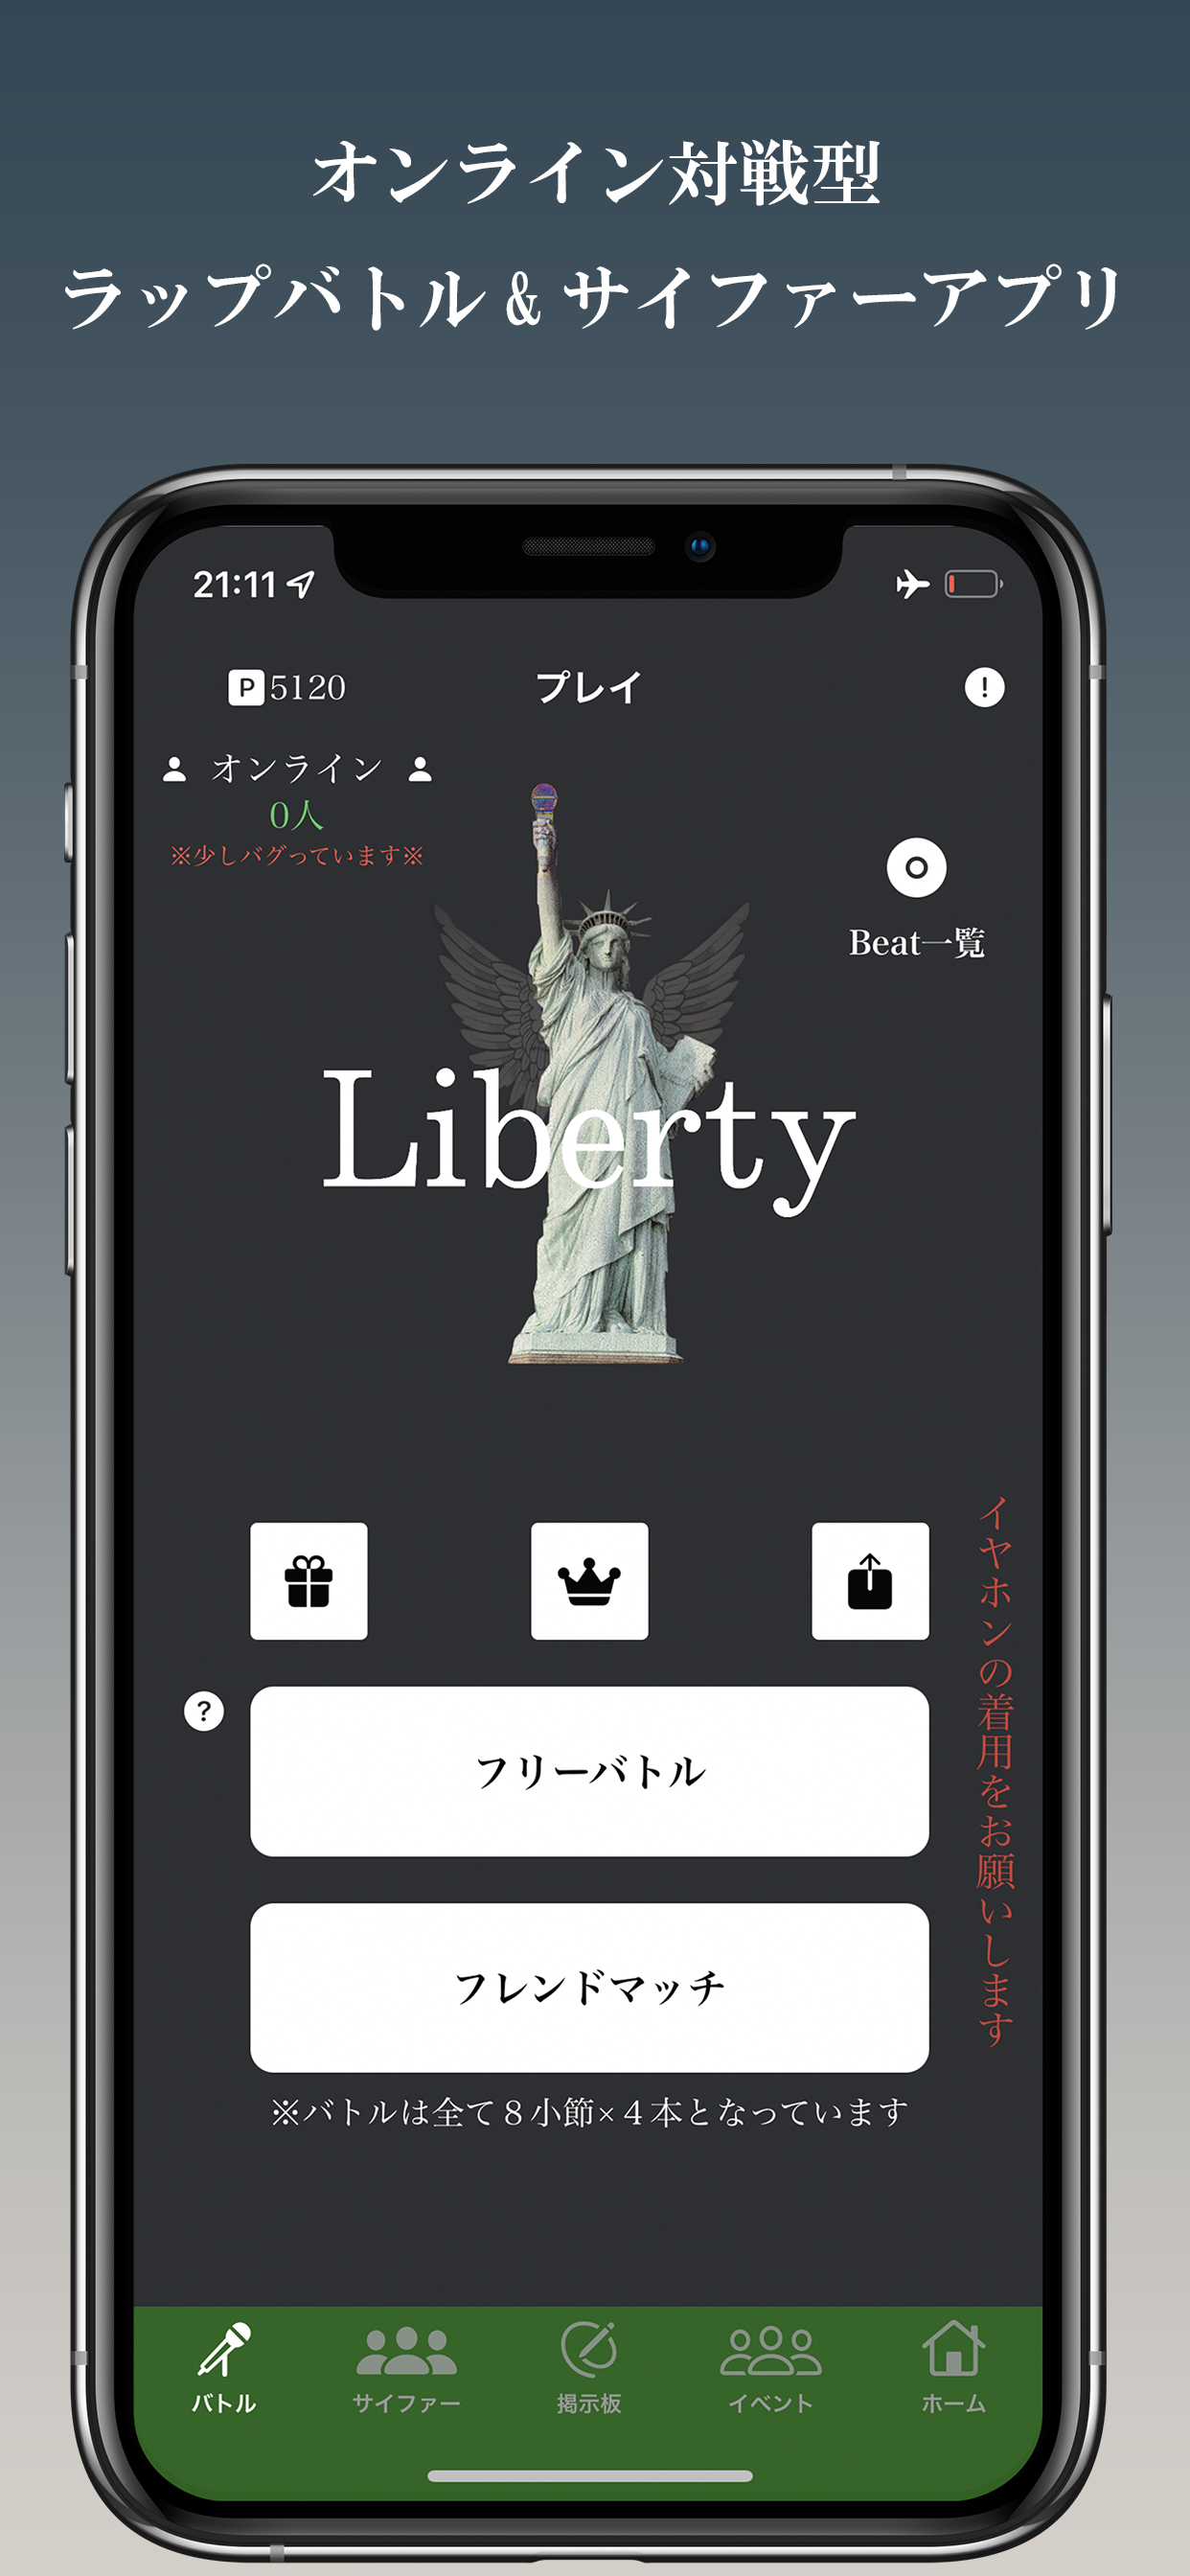 オンライン対戦型
ラップバトル&サイファーアプリ
21:11
P 5120
プレイ
!
オンライン
0人
※少しバグっています※
Beat一覧
Liberty
イヤホンの着用をお願いします
?
フリーバトル
フレンドマッチ
※バトルは全て8小節×4本となっています
バトル
サイファー
掲示板
イベント
ホーム